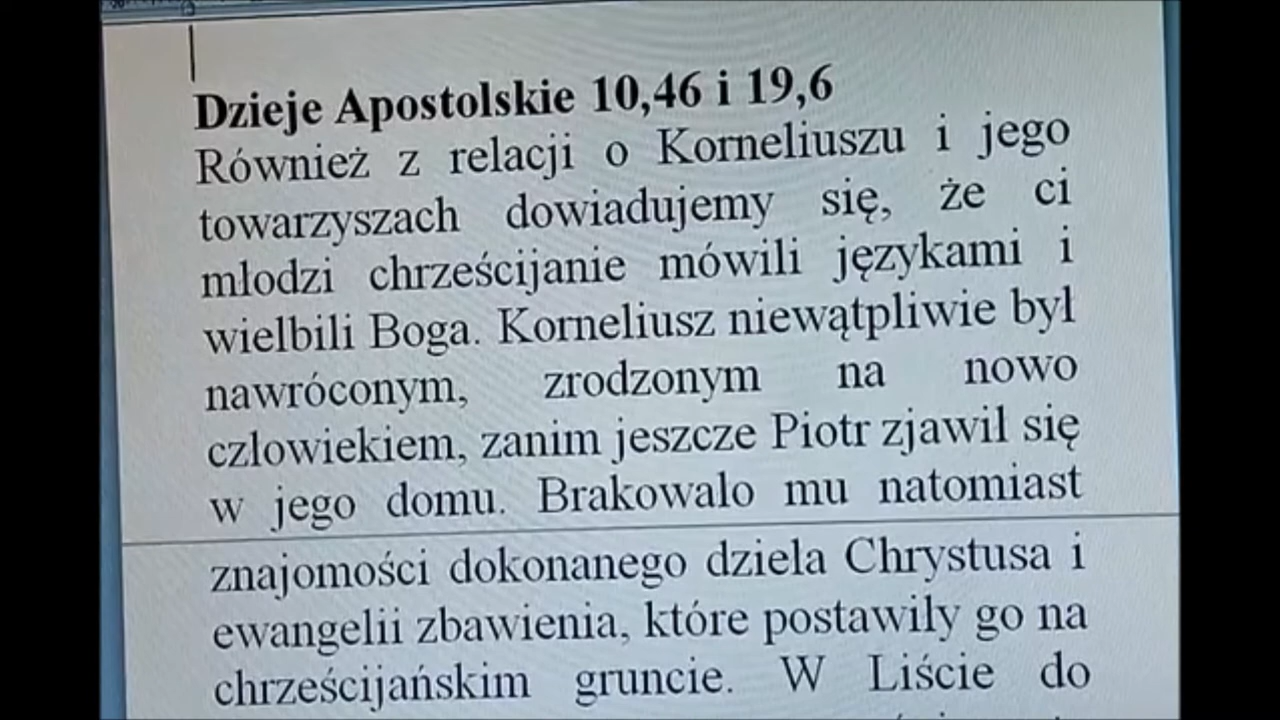 Dzieje Apostolskie 10,46 i 19,6
Również z relacji o Korneliuszu i jego
towarzyszach dowiadujemy się, że ci
młodzi chrześcijanie mówili językami i
wielbili Boga. Korneliusz niewątpliwie był
nawróconym, zrodzonym na nowo
człowiekiem, zanim jeszcze Piotr zjawił się
w jego domu. Brakowało mu natomiast
znajomości dokonanego dzieła Chrystusa i
ewangelii zbawienia, które postawiły go na
chrześcijańskim gruncie. W Liście do